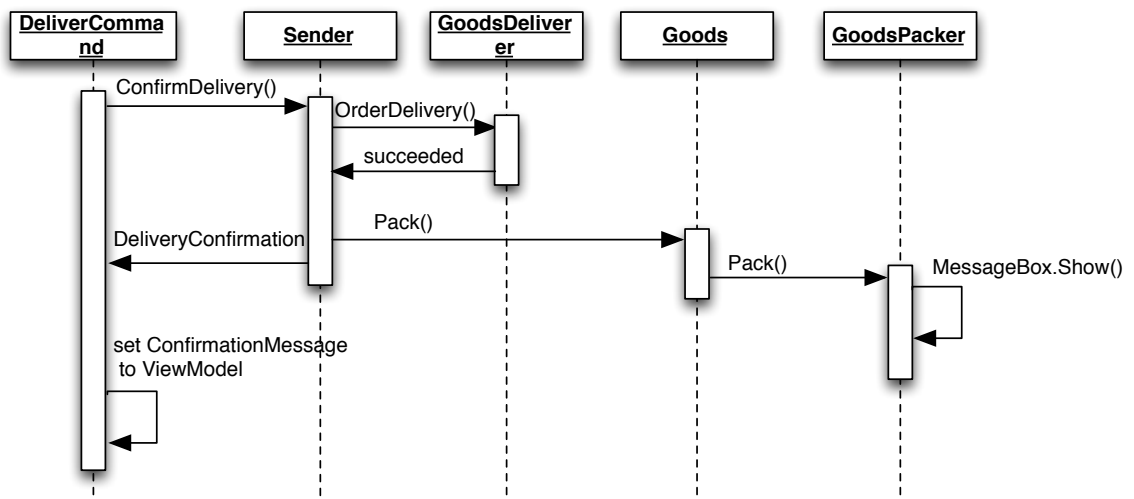 DeliverComma
nd
Sender
GoodsDeliver
er
Goods
GoodsPacker
ConfirmDelivery()
OrderDelivery()
succeeded
Pack()
DeliveryConfirmation
Pack()
MessageBox.Show()
set ConfirmationMessage
to ViewModel